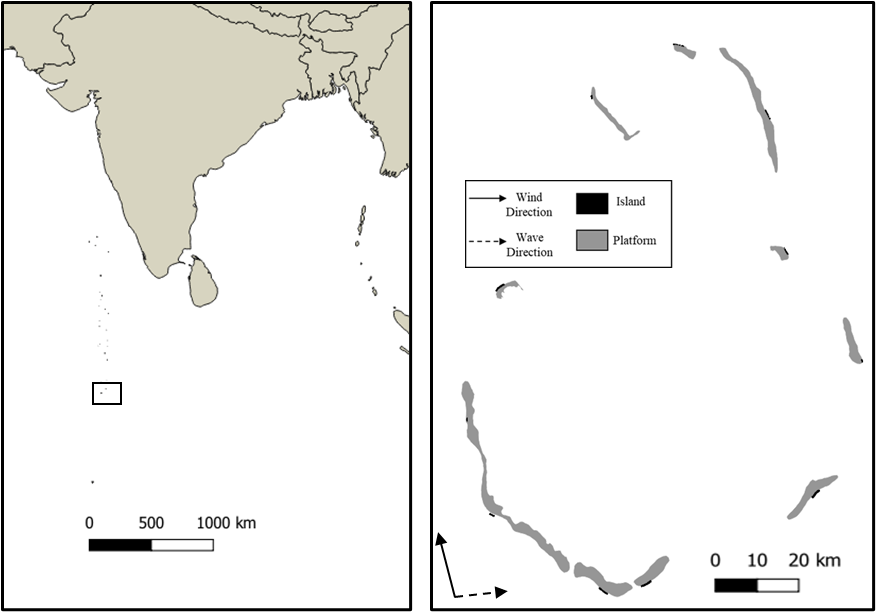 0 500 1000 km
Wind
Direction
Island
Wave
Direction
Platform
0 10 20 km